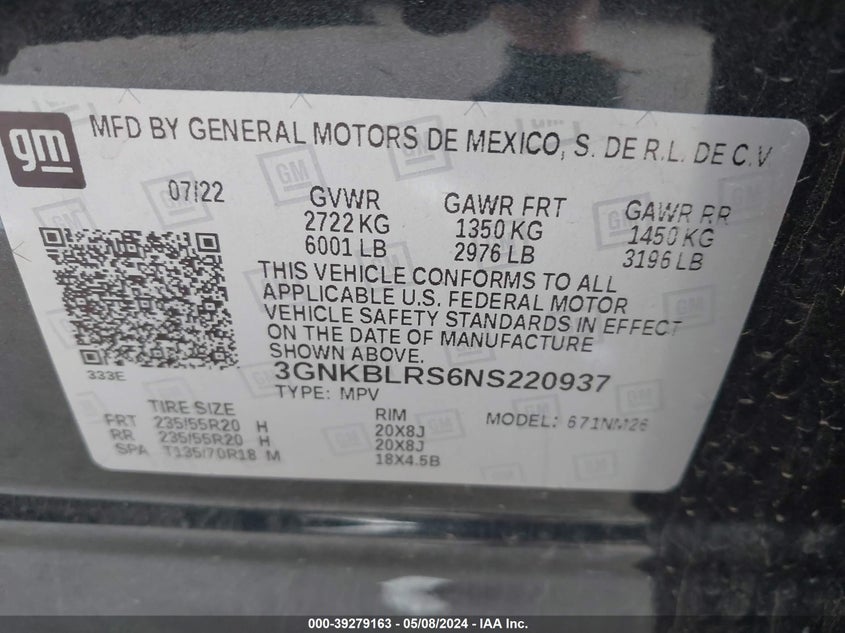 gm
MFD BY GENERAL MOTORS DE MEXICO, S. DE R.L. DE C.V
07/22
GVWR GAWR FRT GAWR RR
2722 KG 1350 KG 1450 KG
6001 LB 2976 LB 3196 LB
THIS VEHICLE CONFORMS TO ALL
APPLICABLE U.S. FEDERAL MOTOR
VEHICLE SAFETY STANDARDS IN EFFECT
ON THE DATE OF MANUFACTURE
SHOWN ABOVE.
333E
3GNKBLRS6NS220937
TYPE: MPV
TIRE SIZE RIM MODEL: 671NM26
FRT 235/55R20 H 20X8J
RR 235/55R20 H 20X8J
SPA T135/70R18 M 18X4.5B
000-39279163 - 05/08/2024 - IAA Inc.